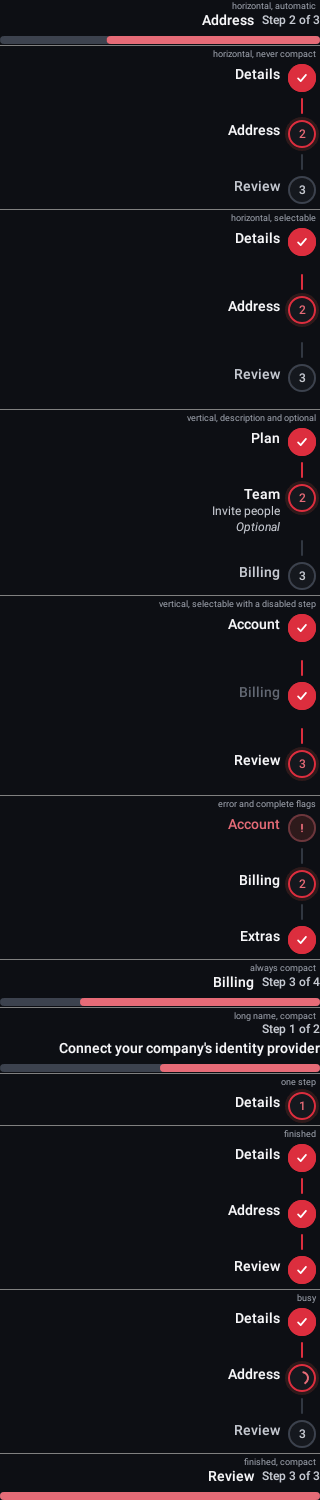 horizontal, automatic
Address Step 2 of 3
horizontal, never compact
Details
Address 2
Review 3
horizontal, selectable
Details
Address 2
Review 3
vertical, description and optional
Plan
Team 2
Invite people
Optional
Billing 3
vertical, selectable with a disabled step
Account
Billing
Review 3
error and complete flags
Account !
Billing 2
Extras
always compact
Billing Step 3 of 4
long name, compact
Step 1 of 2
Connect your company's identity provider
one step
Details 1
finished
Details
Address
Review
busy
Details
Address
Review 3
finished, compact
Review Step 3 of 3